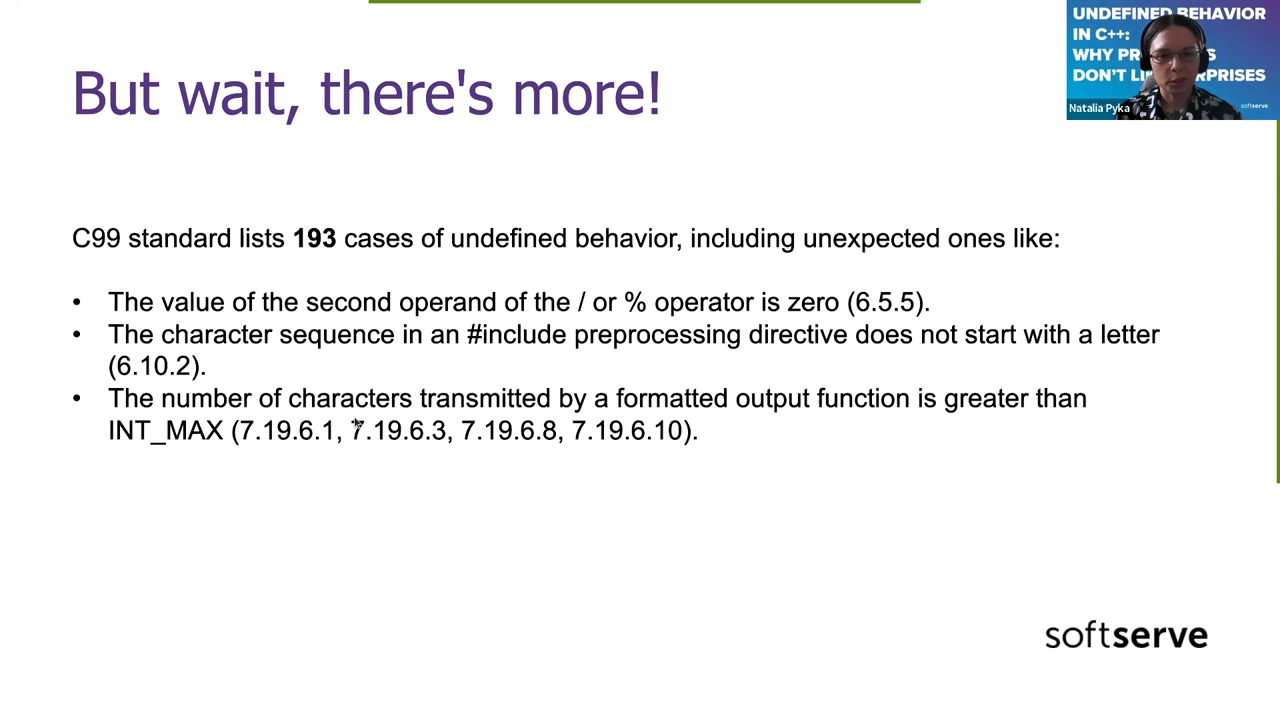 But wait, there's more!
C99 standard lists 193 cases of undefined behavior, including unexpected ones like:
• The value of the second operand of the / or % operator is zero (6.5.5).
• The character sequence in an #include preprocessing directive does not start with a letter
(6.10.2).
• The number of characters transmitted by a formatted output function is greater than
INT_MAX (7.19.6.1, 7.19.6.3, 7.19.6.8, 7.19.6.10).
softserve
UNDEFINED BEHAVIOR
IN C++:
WHY
DON'T
Natalia Pyka
softserve